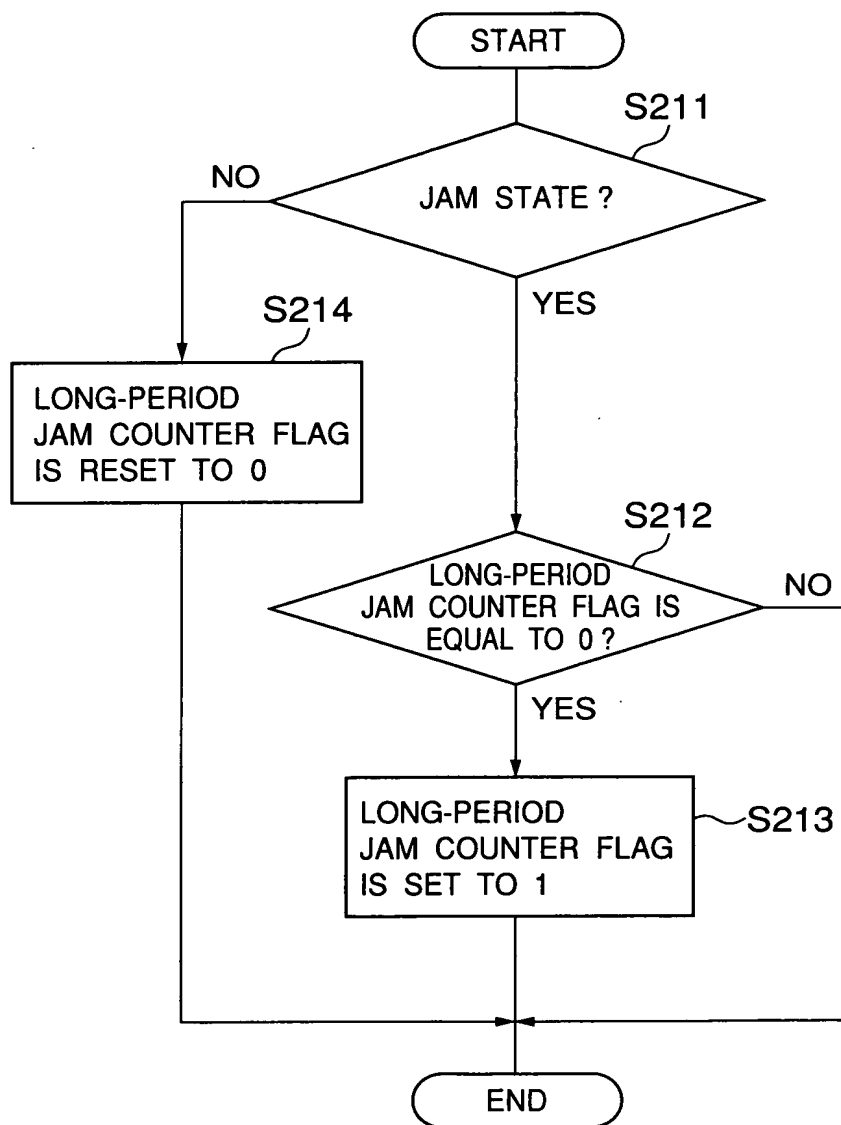 START
S211
JAM STATE ?
NO
YES
S214
LONG-PERIOD
JAM COUNTER FLAG
IS RESET TO 0
S212
LONG-PERIOD
JAM COUNTER FLAG IS
EQUAL TO 0 ?
NO
YES
LONG-PERIOD
JAM COUNTER FLAG
IS SET TO 1
S213
END